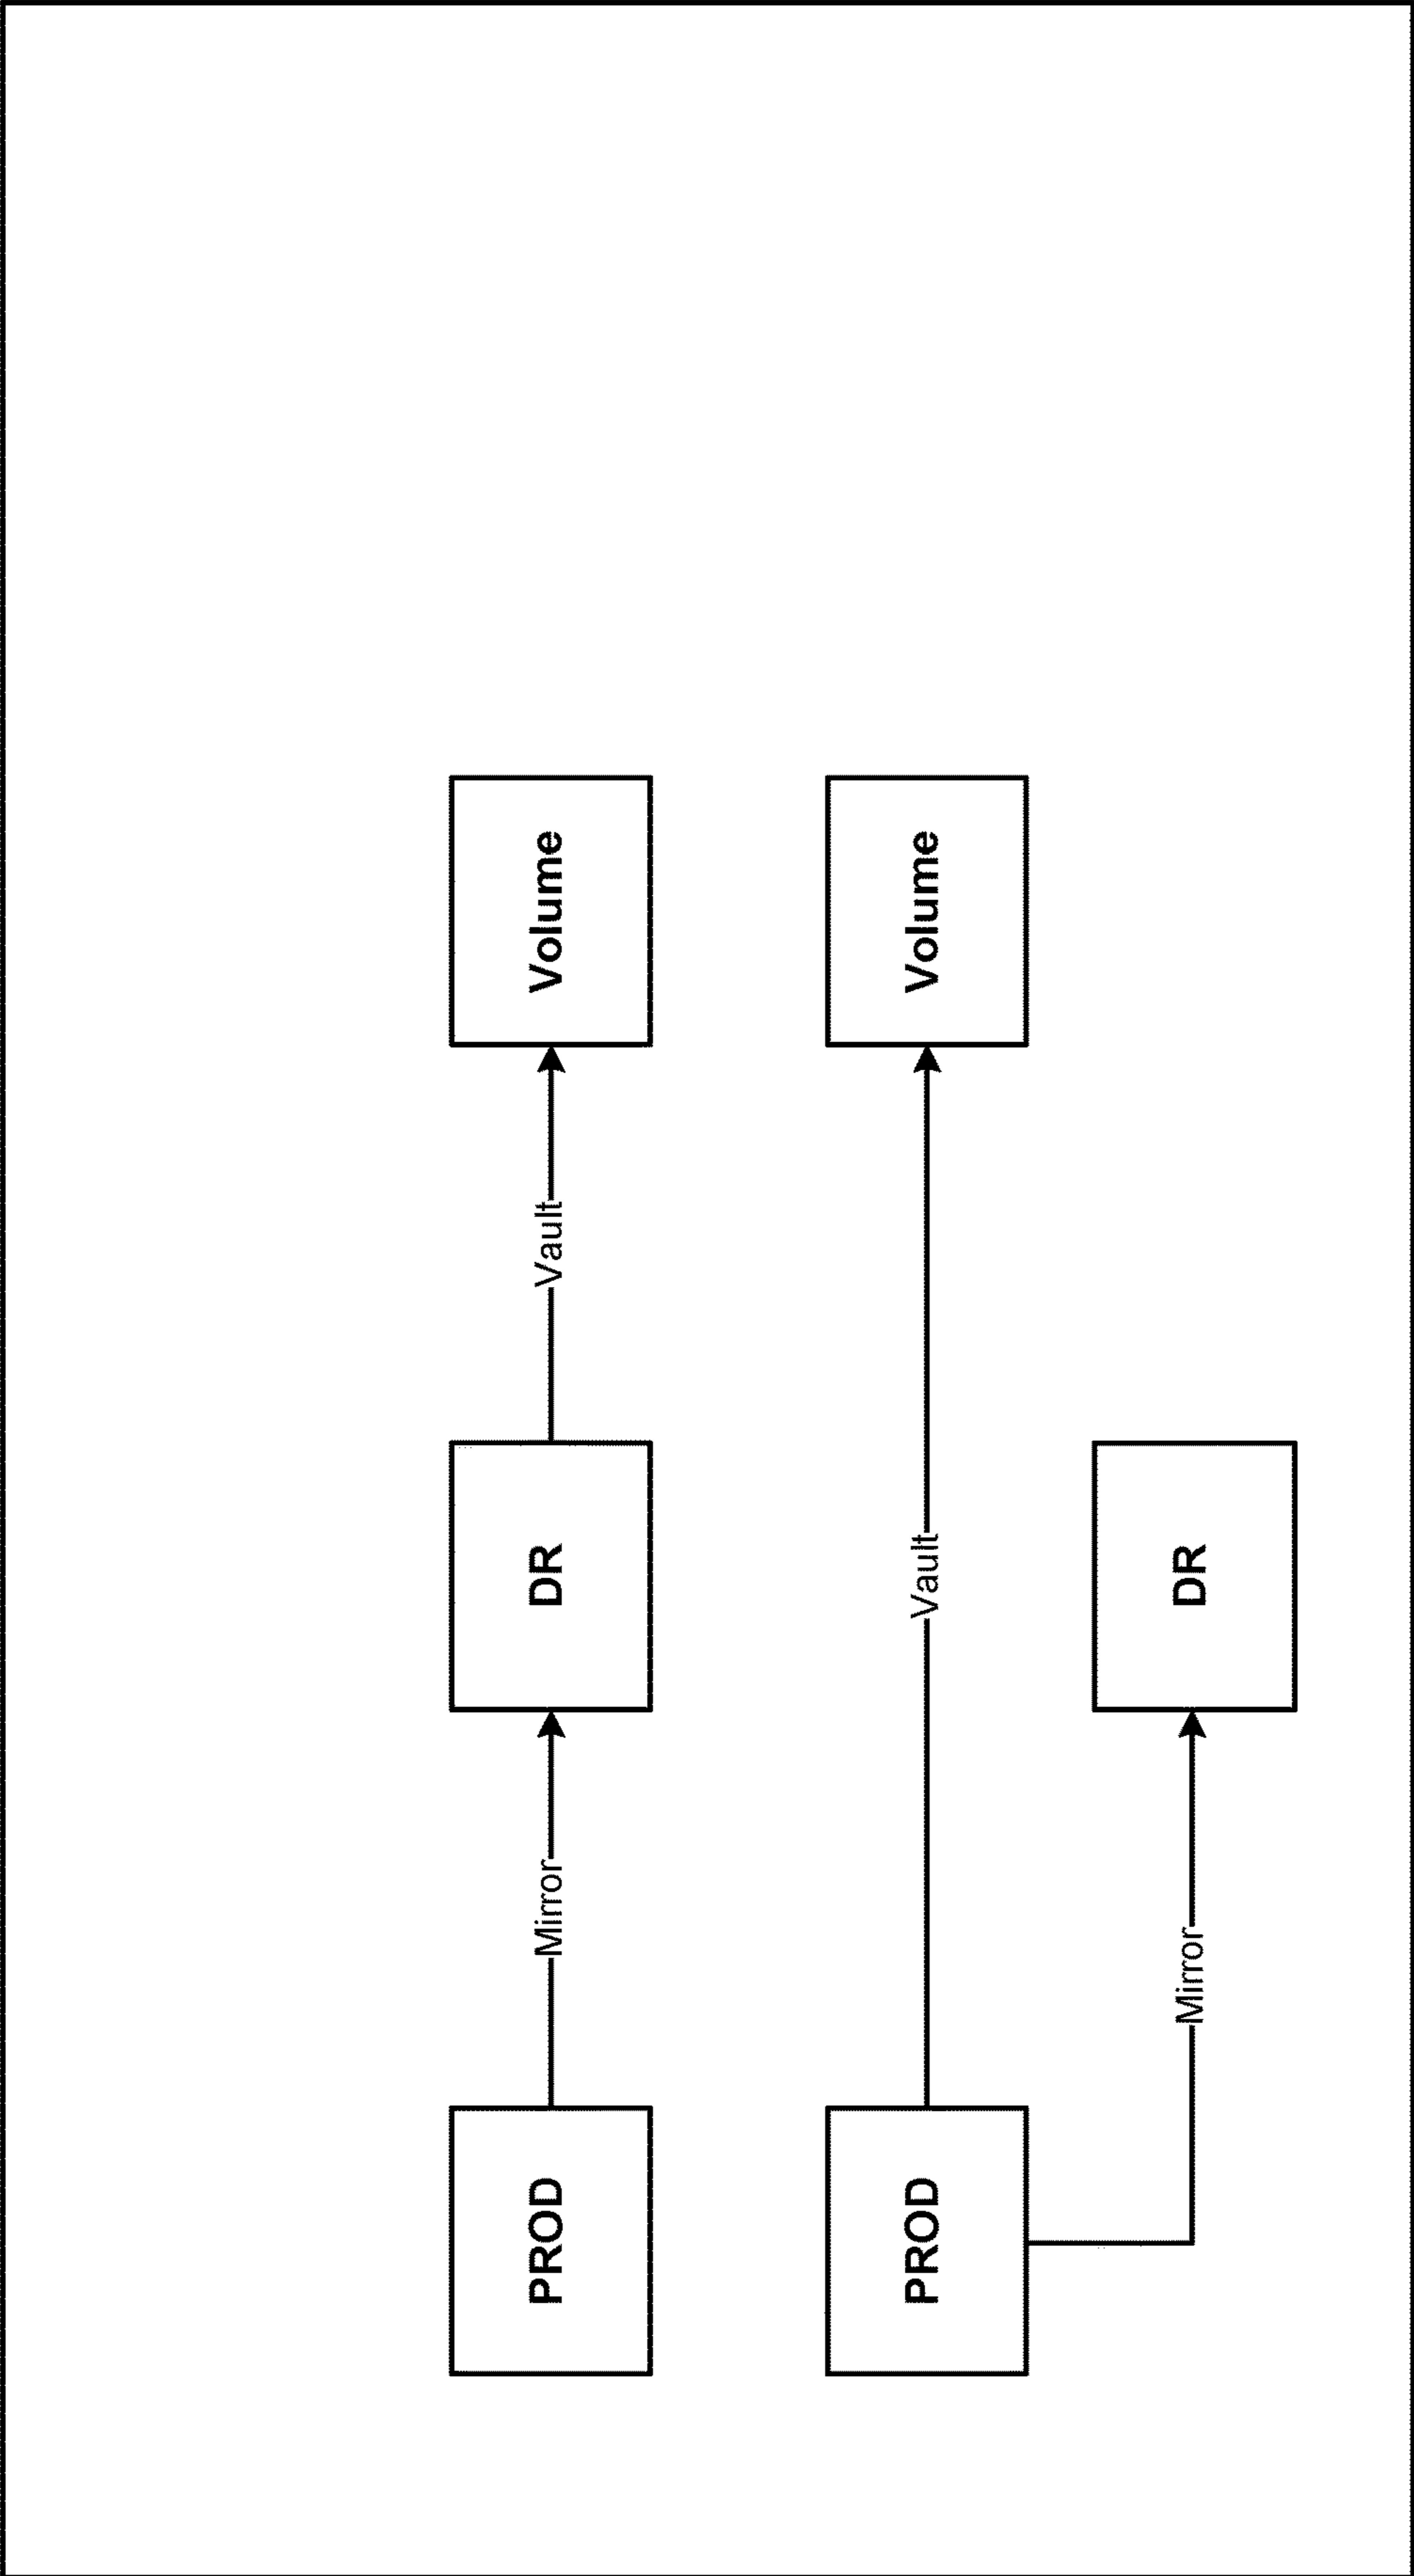 PROD
Mirror
DR
Vault
Volume
PROD
Vault
Volume
Mirror
DR